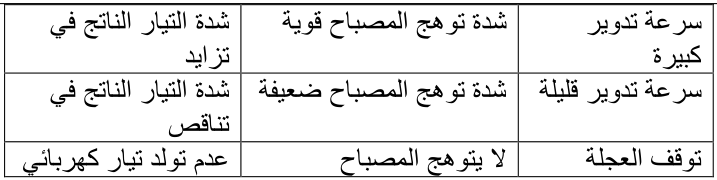 سرعة تدوير كبيرة
شدة توهج المصباح قوية
شدة التيار الناتج في تزايد
سرعة تدوير قليلة
شدة توهج المصباح ضعيفة
شدة التيار الناتج في تناقص
توقف العجلة
لا يتوهج المصباح
عدم تولد تيار كهربائي